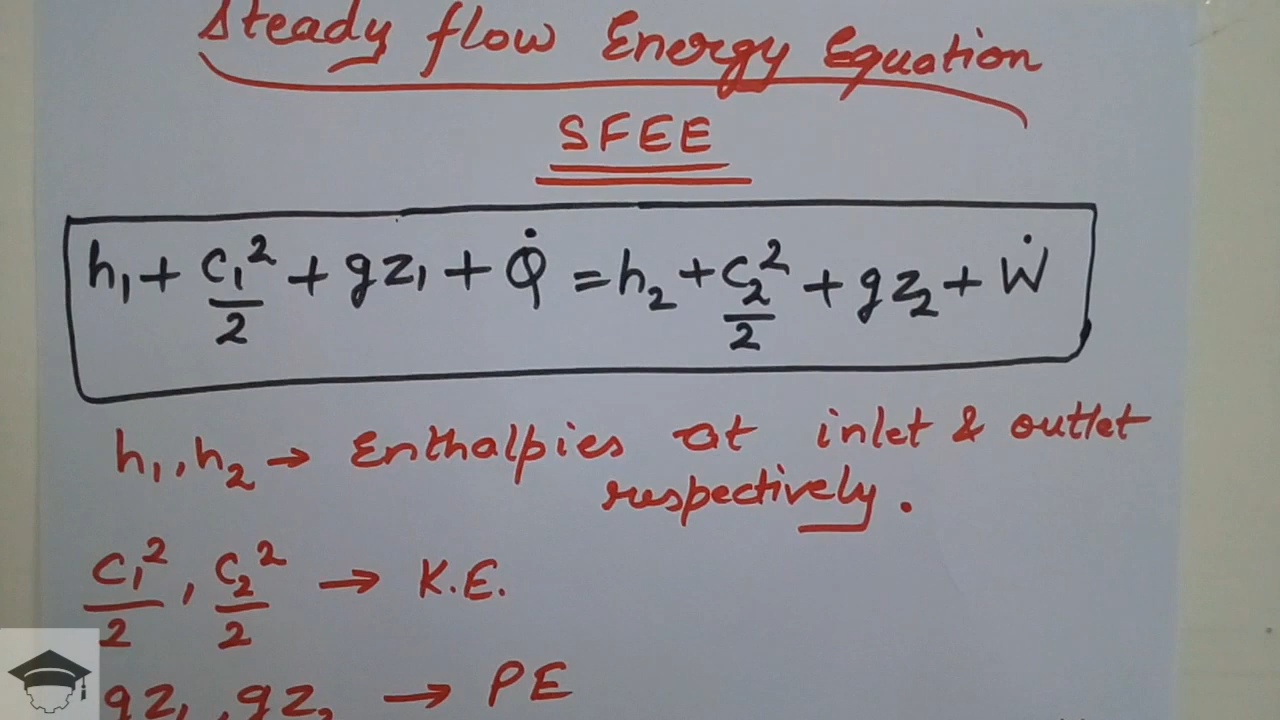 Steady flow Energy Equation
SFEE
h₁ + c₁²/2 + gz₁ + Q̇ = h₂ + c₂²/2 + gz₂ + Ẇ
h₁, h₂ → Enthalpies at inlet & outlet
respectively.
c₁²/2, c₂²/2 → K.E.
gz₁, gz₂ → PE